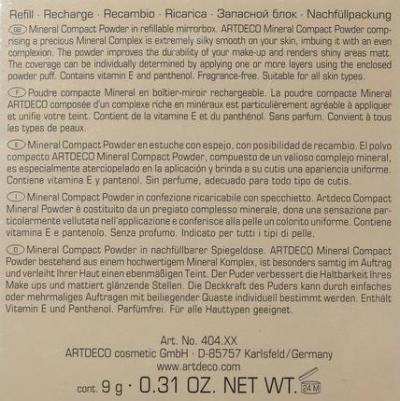 Refill · Recharge · Recambio · Ricarica · Запасной блок · Nachfüllpackung
GB Mineral Compact Powder in refillable mirrorbox. ARTDECO Mineral Compact Powder comp-
rising a precious Mineral Complex is extremely silky smooth on your skin, imbuing it with an even
complexion. The powder improves the durability of your make-up and renders shiny areas matt.
The coverage can be individually determined by applying one or more layers using the enclosed
powder puff. Contains vitamin E and panthenol. Fragrance-free. Suitable for all skin types.
F Poudre compacte Mineral en boîtier-miroir rechargeable. La poudre compacte Mineral
ARTDECO composée d'un complexe riche en minéraux est particulièrement agréable à appliquer
et unifie votre teint. Contient de la vitamine E et du panthénol. Sans parfum. Convient à tous
les types de peaux.
E Mineral Compact Powder en estuche con espejo, con posibilidad de recambio. El polvo
compacto ARTDECO Mineral Compact Powder, compuesto de un valioso complejo mineral,
es especialmente aterciopelado en la aplicación y brinda a su cutis una apariencia uniforme.
Contiene vitamina E y pantenol. Sin perfume, adecuado para todo tipo de cutis.
I Mineral Compact Powder in confezione ricaricabile con specchietto. Artdeco Compact
Mineral Powder è costituita da un pregiato complesso minerale, dona una sensazione par-
ticolarmente vellutata nell'applicazione e conferisce alla pelle un colorito uniforme. Contiene
Vitamina E e pantenolo. Senza profumo. Indicato per tutti i tipi di pelle.
D Mineral Compact Powder in nachfüllbarer Spiegeldose. ARTDECO Mineral Compact
Powder bestehend aus einem hochwertigem Mineral Komplex, ist besonders samtig im Auftrag
und verleiht Ihrer Haut einen ebenmäßigen Teint. Der Puder verbessert die Haltbarkeit Ihres
Make ups und mattiert glänzende Stellen. Die Deckkraft des Puders kann durch einfaches
oder mehrmaliges Auftragen mit beiliegender Quaste individuell bestimmt werden. Enthält
Vitamin E und Panthenol. Parfümfrei. Für alle Hauttypen geeignet.
Art. No. 404.XX
ARTDECO cosmetic GmbH · D-85757 Karlsfeld/Germany
www.artdeco.com
cont. 9 g · 0.31 OZ. NET WT. 24 M